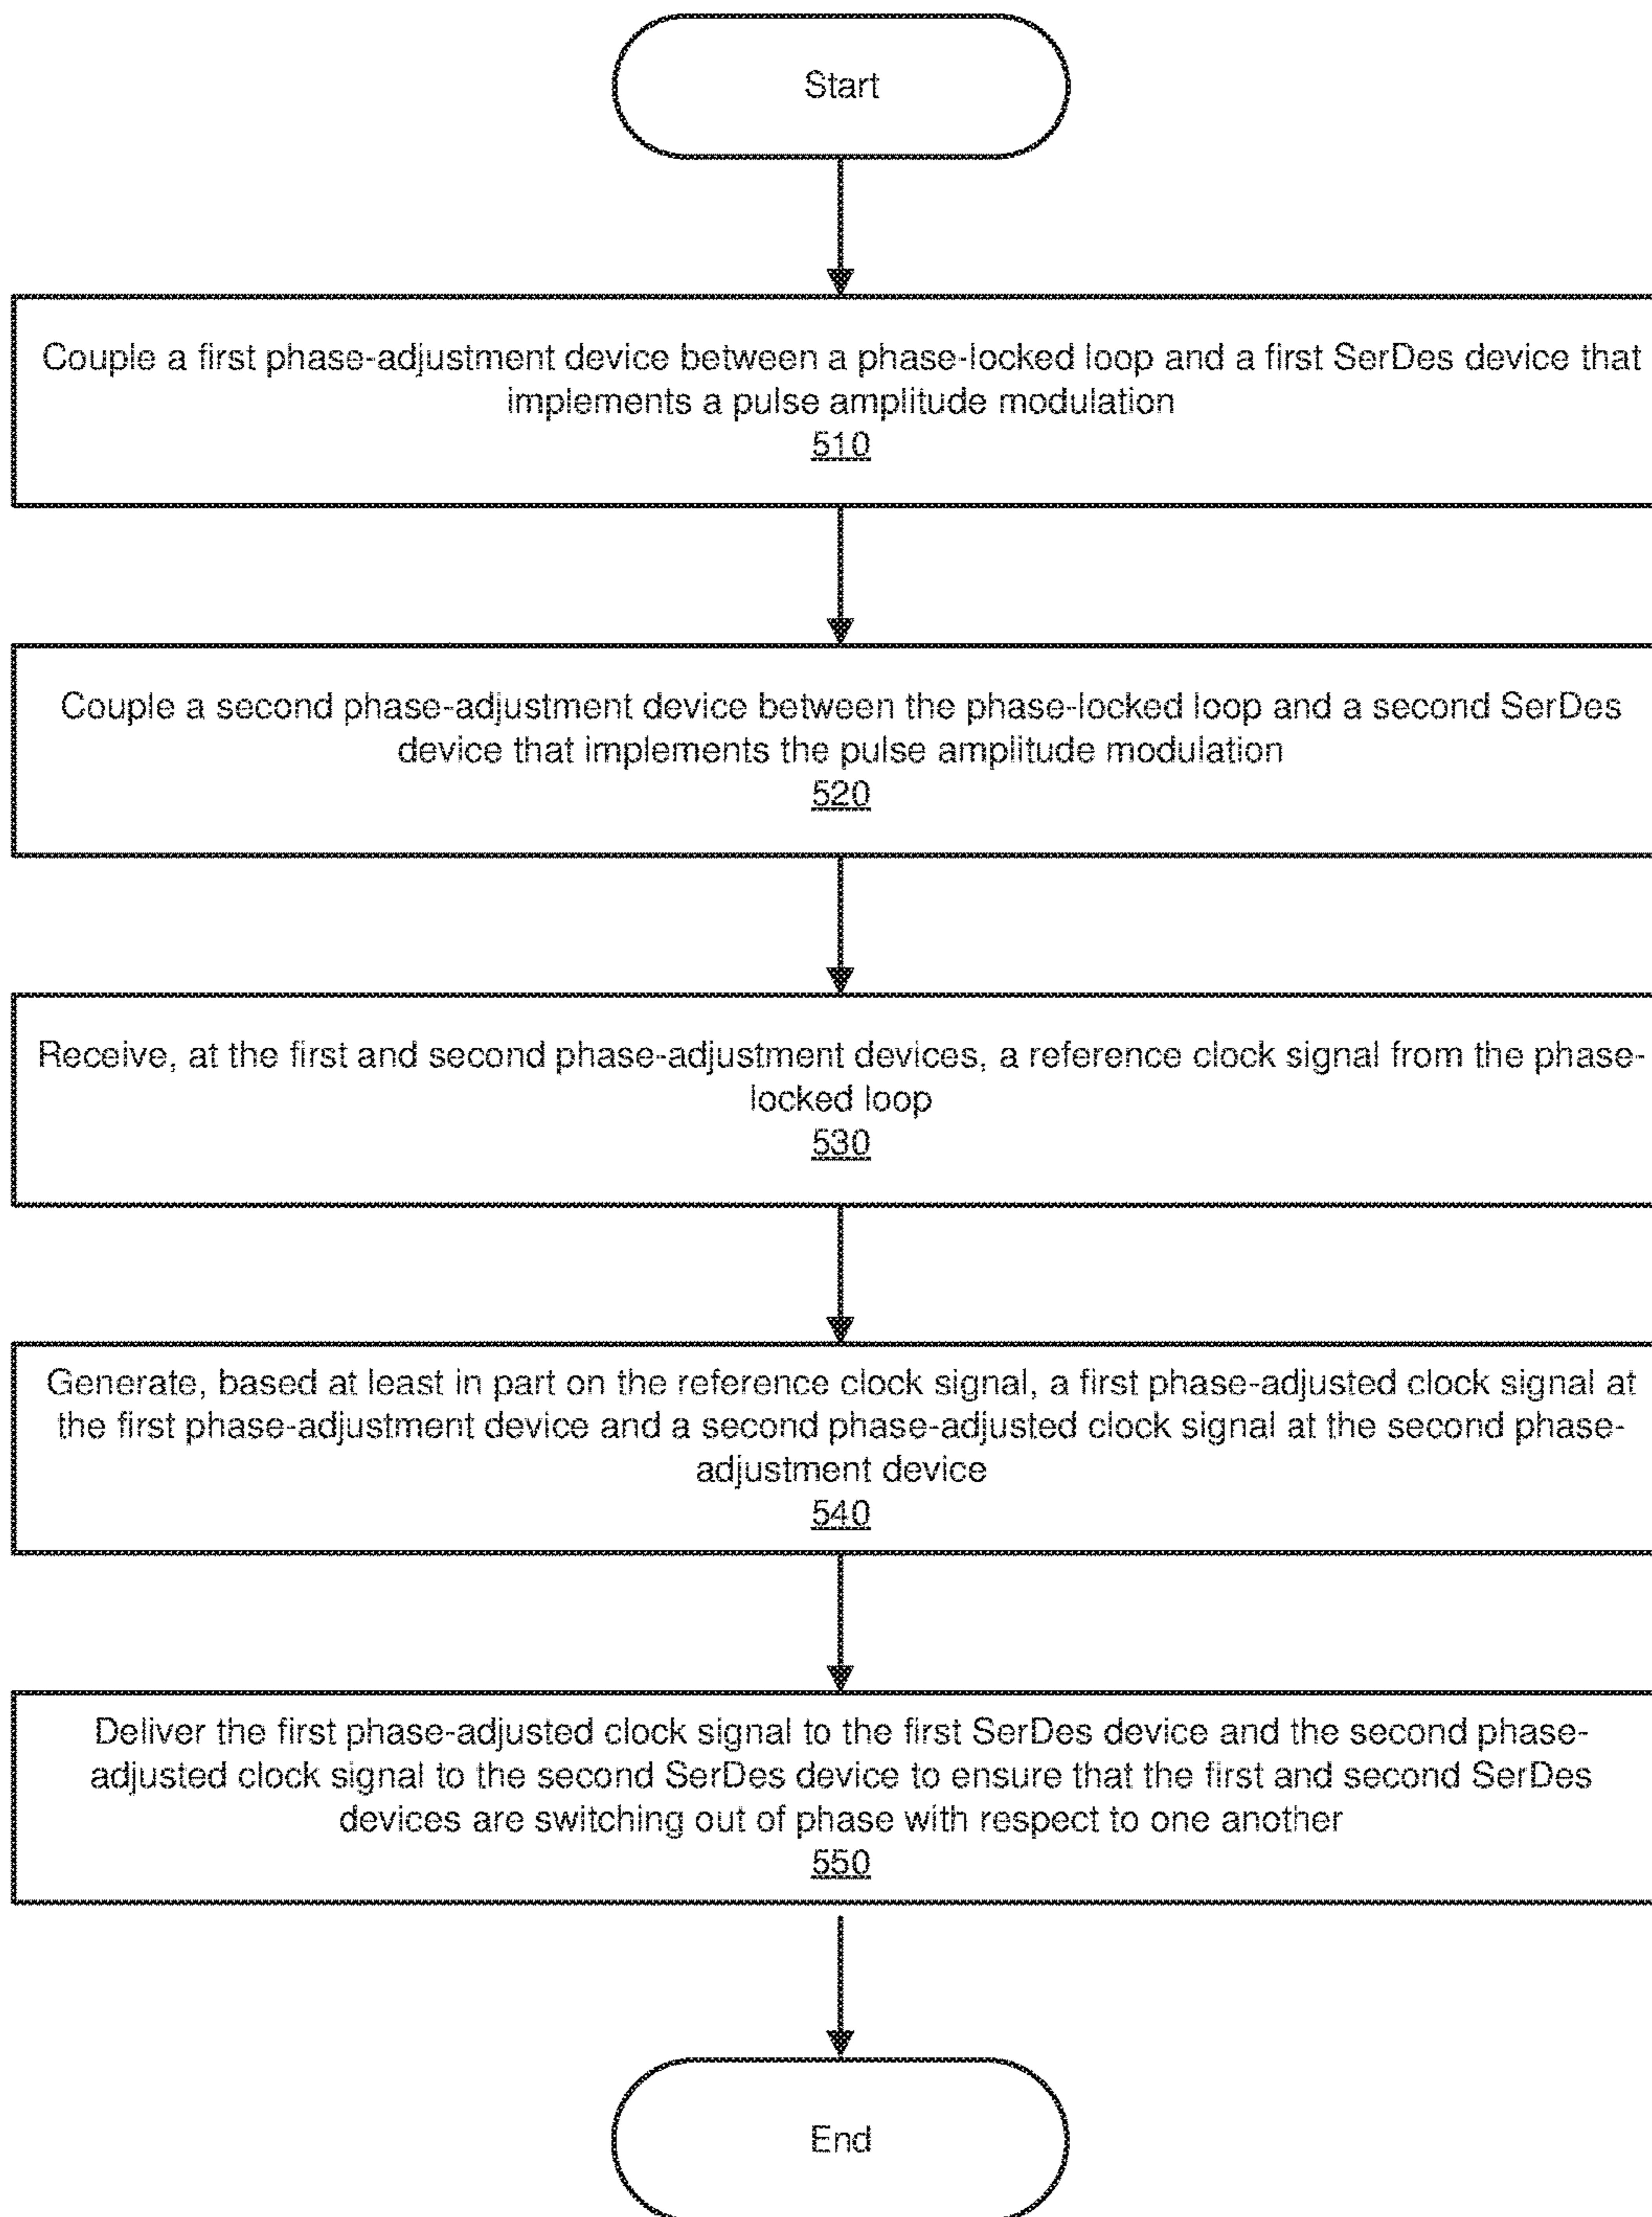 Start
Couple a first phase-adjustment device between a phase-locked loop and a first SerDes device that
implements a pulse amplitude modulation
510
Couple a second phase-adjustment device between the phase-locked loop and a second SerDes
device that implements the pulse amplitude modulation
520
Receive, at the first and second phase-adjustment devices, a reference clock signal from the phase-
locked loop
530
Generate, based at least in part on the reference clock signal, a first phase-adjusted clock signal at
the first phase-adjustment device and a second phase-adjusted clock signal at the second phase-
adjustment device
540
Deliver the first phase-adjusted clock signal to the first SerDes device and the second phase-
adjusted clock signal to the second SerDes device to ensure that the first and second SerDes
devices are switching out of phase with respect to one another
550
End